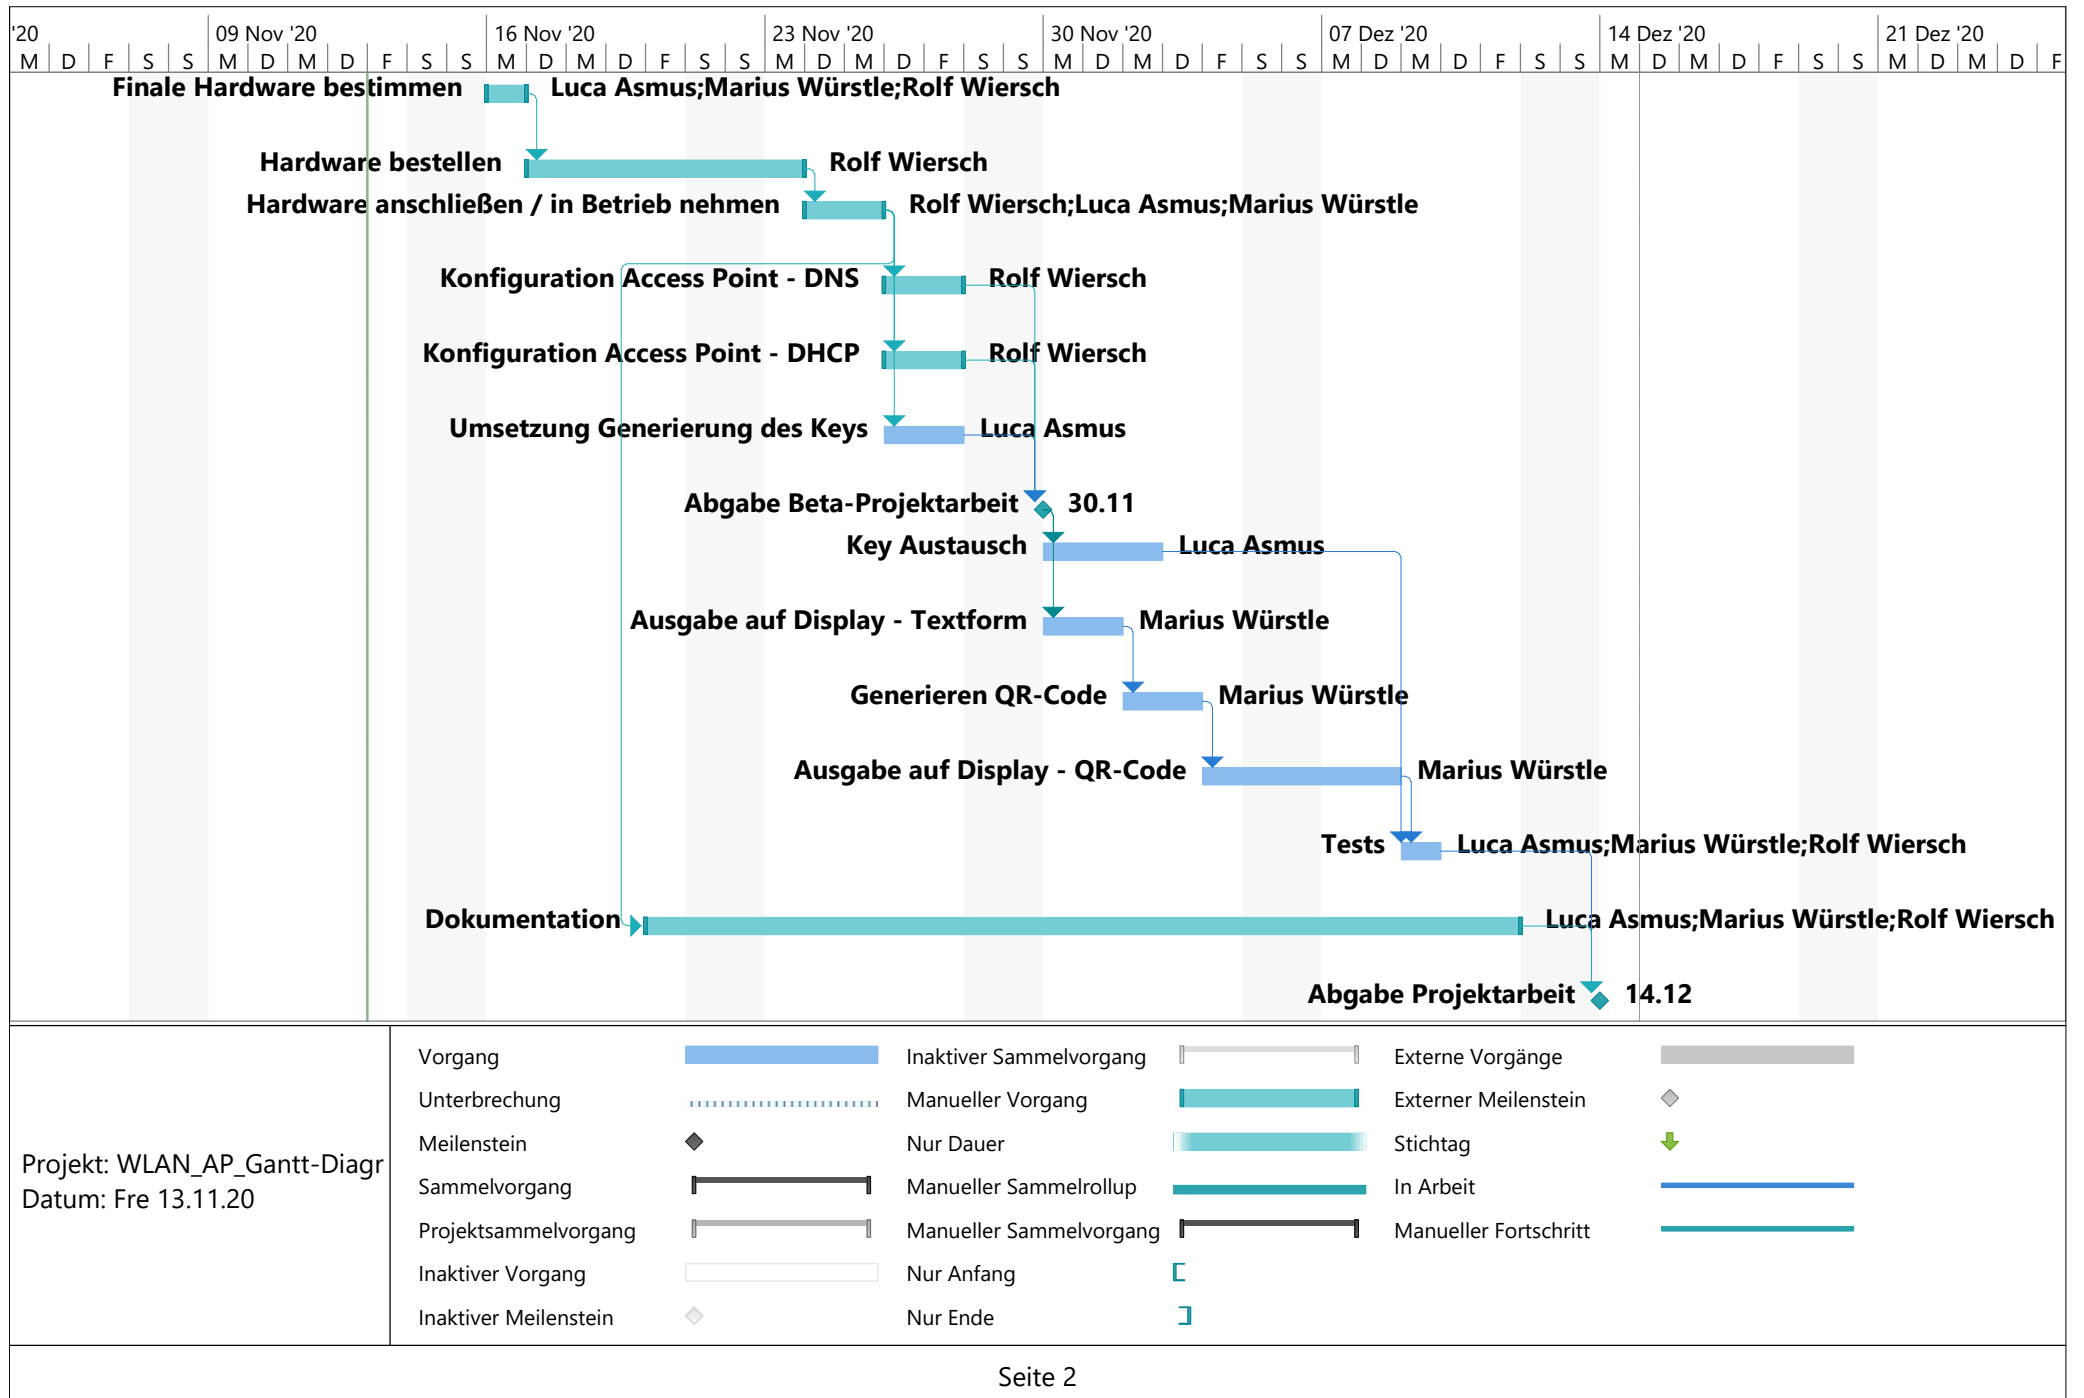 '20 09 Nov '20 16 Nov '20 23 Nov '20 30 Nov '20 07 Dez '20 14 Dez '20 21 Dez '20
M D F S S M D M D F S S M D M D F S S M D M D F S S M D M D F S S M D M D F S S M D M D F S S M D M D F
Finale Hardware bestimmen Luca Asmus;Marius Würstle;Rolf Wiersch
Hardware bestellen Rolf Wiersch
Hardware anschließen / in Betrieb nehmen Rolf Wiersch;Luca Asmus;Marius Würstle
Konfiguration Access Point - DNS Rolf Wiersch
Konfiguration Access Point - DHCP Rolf Wiersch
Umsetzung Generierung des Keys Luca Asmus
Abgabe Beta-Projektarbeit 30.11
Key Austausch Luca Asmus
Ausgabe auf Display - Textform Marius Würstle
Generieren QR-Code Marius Würstle
Ausgabe auf Display - QR-Code Marius Würstle
Tests Luca Asmus;Marius Würstle;Rolf Wiersch
Dokumentation Luca Asmus;Marius Würstle;Rolf Wiersch
Abgabe Projektarbeit 14.12
Projekt: WLAN_AP_Gantt-Diagr
Datum: Fre 13.11.20
Vorgang Inaktiver Sammelvorgang Externe Vorgänge
Unterbrechung Manueller Vorgang Externer Meilenstein
Meilenstein Nur Dauer Stichtag
Sammelvorgang Manueller Sammelrollup In Arbeit
Projektsammelvorgang Manueller Sammelvorgang Manueller Fortschritt
Inaktiver Vorgang Nur Anfang
Inaktiver Meilenstein Nur Ende
Seite 2